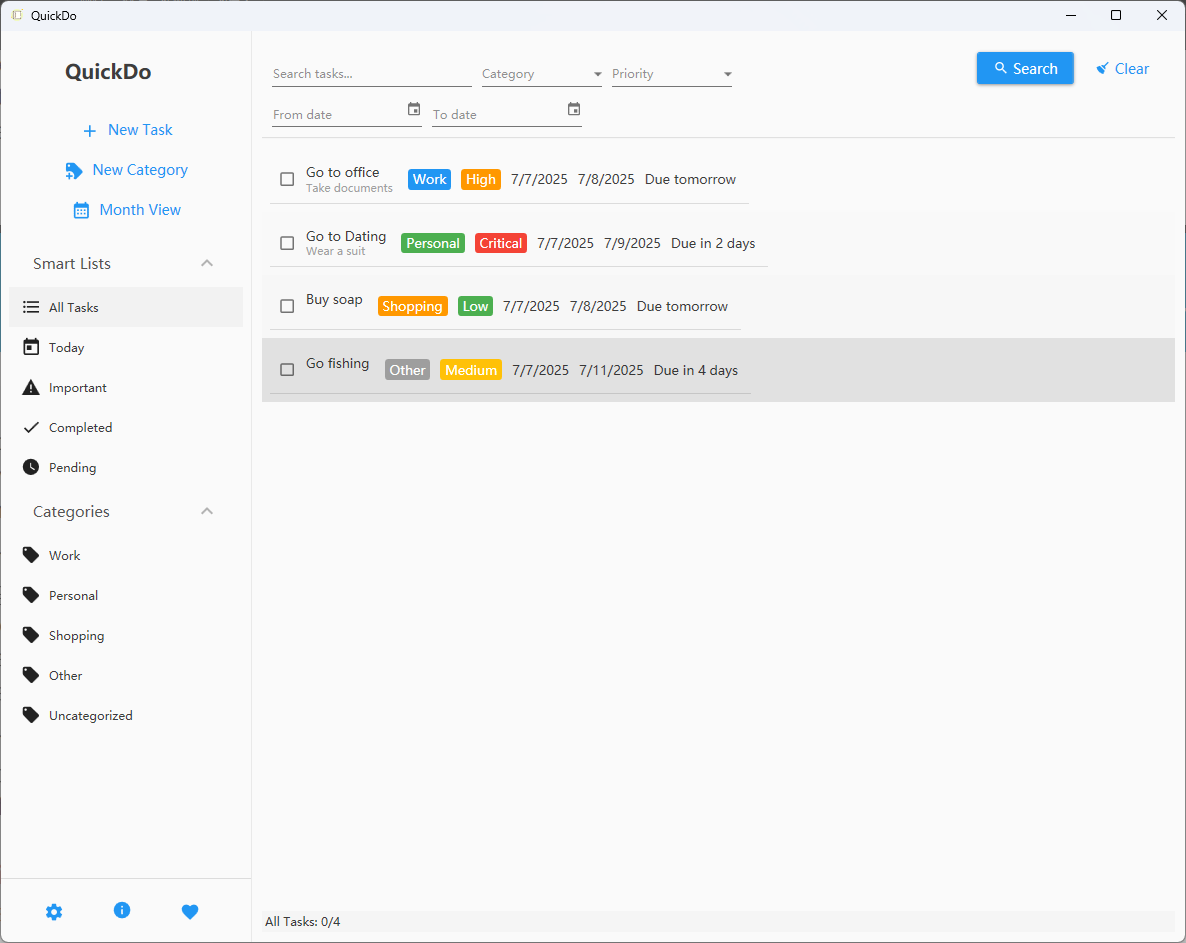 QuickDo
QuickDo
New Task
New Category
Month View
Smart Lists
All Tasks
Today
Important
Completed
Pending
Categories
Work
Personal
Shopping
Other
Uncategorized
Search tasks...
Category
Priority
Search
Clear
From date
To date
Go to office
Take documents
Work High 7/7/2025 7/8/2025 Due tomorrow
Go to Dating
Wear a suit
Personal Critical 7/7/2025 7/9/2025 Due in 2 days
Buy soap
Shopping Low 7/7/2025 7/8/2025 Due tomorrow
Go fishing
Other Medium 7/7/2025 7/11/2025 Due in 4 days
All Tasks: 0/4